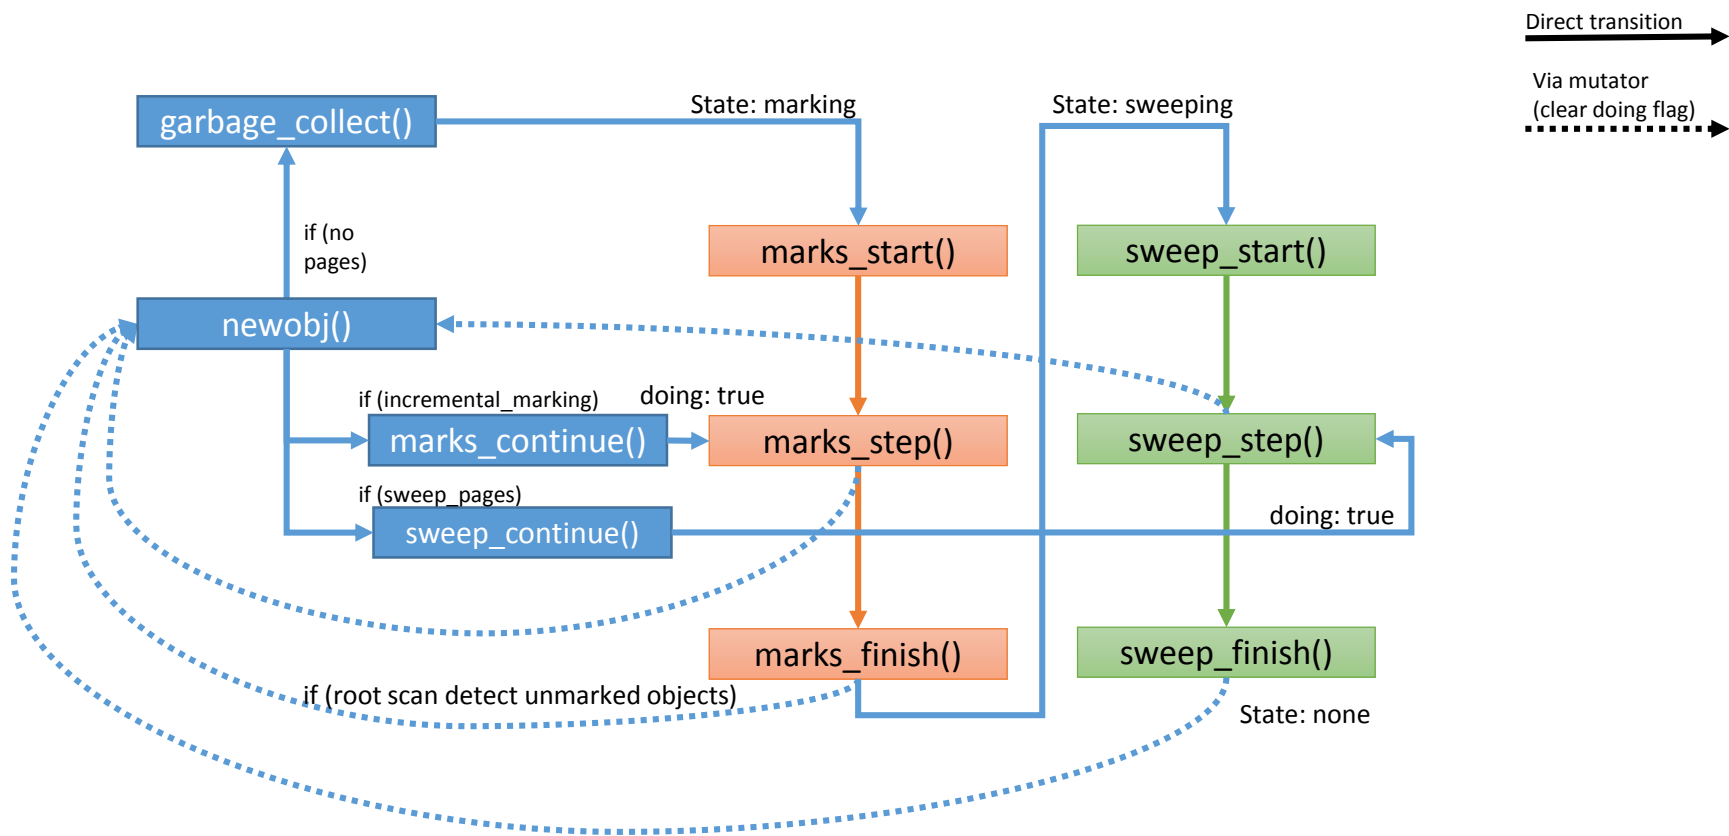 Direct transition
Via mutator
(clear doing flag)
State: marking
State: sweeping
garbage_collect()
if (no
pages)
marks_start()
sweep_start()
newobj()
if (incremental_marking)
doing: true
marks_continue()
marks_step()
sweep_step()
if (sweep_pages)
sweep_continue()
doing: true
marks_finish()
sweep_finish()
if (root scan detect unmarked objects)
State: none